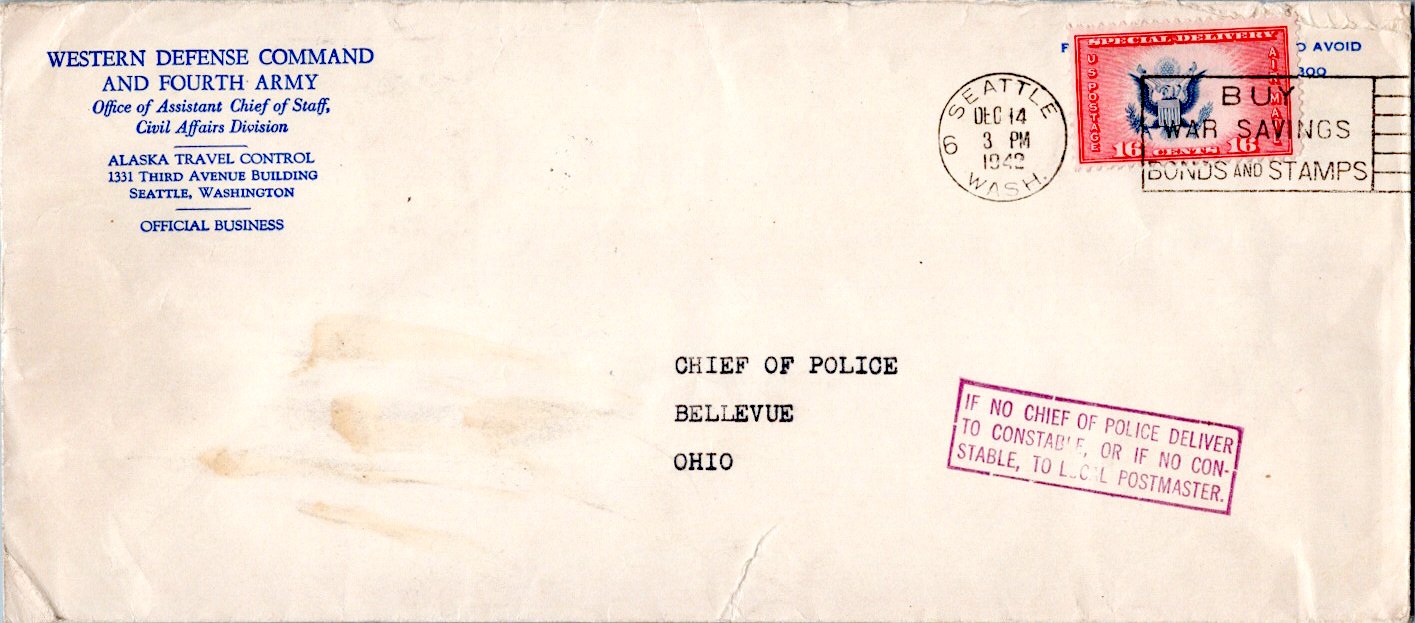 WESTERN DEFENSE COMMAND
AND FOURTH ARMY
Office of Assistant Chief of Staff,
Civil Affairs Division
ALASKA TRAVEL CONTROL
1331 THIRD AVENUE BUILDING
SEATTLE, WASHINGTON
OFFICIAL BUSINESS
AVOID
SEATTLE
6
DEC 14
3 PM
1942
WASH.
SPECIAL DELIVERY
US POSTAGE
AIR MAIL
16 CENTS 16
BUY
WAR SAVINGS
BONDS AND STAMPS
CHIEF OF POLICE
BELLEVUE
OHIO
IF NO CHIEF OF POLICE DELIVER
TO CONSTABLE, OR IF NO CON-
STABLE, TO LOCAL POSTMASTER.